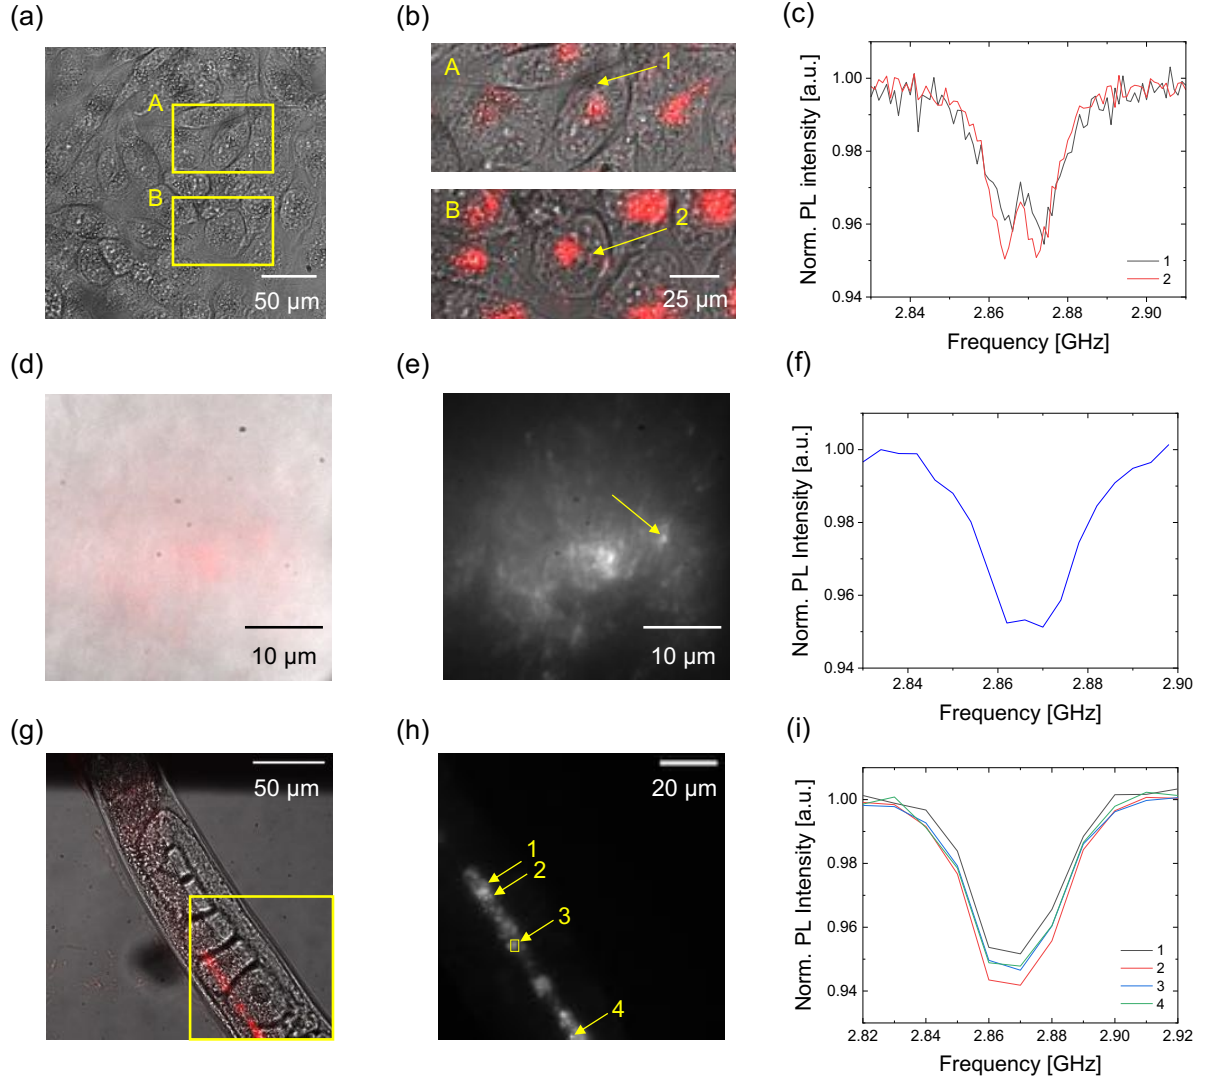 (a)
A
B
50 µm
(b)
A
1
B
2
25 µm
(c)
Norm. PL intensity [a.u.]
1.00
0.98
0.96
0.94
2.84
2.86
2.88
2.90
1
2
Frequency [GHz]
(d)
10 µm
(e)
10 µm
(f)
Norm. PL Intensity [a.u.]
1.00
0.98
0.96
0.94
2.84
2.86
2.88
2.90
Frequency [GHz]
(g)
50 µm
(h)
20 µm
1
2
3
4
(i)
Norm. PL Intensity [a.u.]
1.00
0.98
0.96
0.94
2.82
2.84
2.86
2.88
2.90
2.92
1
2
3
4
Frequency [GHz]